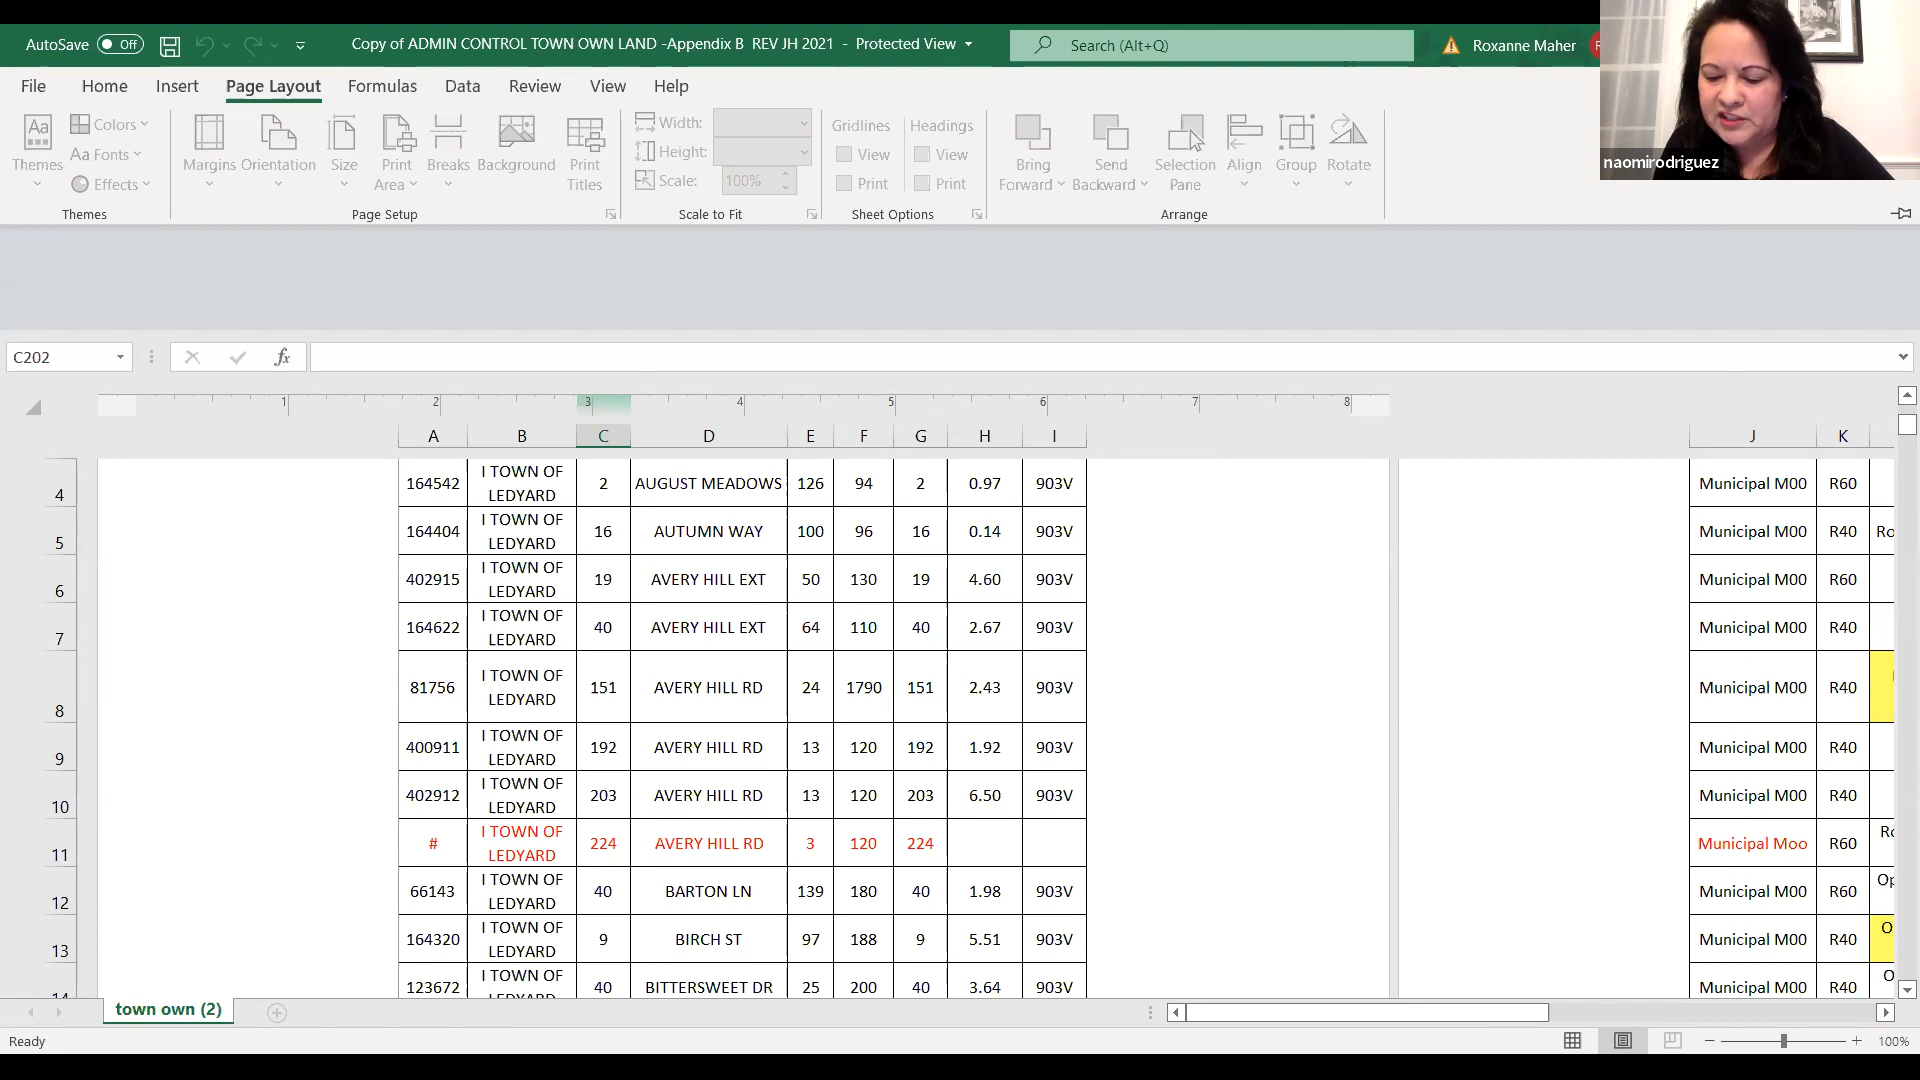 AutoSave Off Copy of ADMIN CONTROL TOWN OWN LAND -Appendix B REV JH 2021 - Protected View Search (Alt+Q) Roxanne Maher
File Home Insert Page Layout Formulas Data Review View Help
Themes Colors Fonts Effects
Themes
Margins Orientation Size Print Area Breaks Background Print Titles
Page Setup
Width:
Height:
Scale: 100%
Scale to Fit
Gridlines Headings
View View
Print Print
Sheet Options
Bring Forward Send Backward Selection Pane Align Group Rotate
Arrange
naomirodriguez
C202 fx
1 2 3 4 5 6 7 8
A B C D E F G H I J K
4 164542 I TOWN OF LEDYARD 2 AUGUST MEADOWS 126 94 2 0.97 903V Municipal M00 R60
5 164404 I TOWN OF LEDYARD 16 AUTUMN WAY 100 96 16 0.14 903V Municipal M00 R40 Ro
6 402915 I TOWN OF LEDYARD 19 AVERY HILL EXT 50 130 19 4.60 903V Municipal M00 R60
7 164622 I TOWN OF LEDYARD 40 AVERY HILL EXT 64 110 40 2.67 903V Municipal M00 R40
8 81756 I TOWN OF LEDYARD 151 AVERY HILL RD 24 1790 151 2.43 903V Municipal M00 R40
9 400911 I TOWN OF LEDYARD 192 AVERY HILL RD 13 120 192 1.92 903V Municipal M00 R40
10 402912 I TOWN OF LEDYARD 203 AVERY HILL RD 13 120 203 6.50 903V Municipal M00 R40
11 # I TOWN OF LEDYARD 224 AVERY HILL RD 3 120 224 Municipal Moo R60
12 66143 I TOWN OF LEDYARD 40 BARTON LN 139 180 40 1.98 903V Municipal M00 R60 Op
13 164320 I TOWN OF LEDYARD 9 BIRCH ST 97 188 9 5.51 903V Municipal M00 R40 O
14 123672 I TOWN OF LEDYARD 40 BITTERSWEET DR 25 200 40 3.64 903V Municipal M00 R40 O
town own (2)
Ready 100%